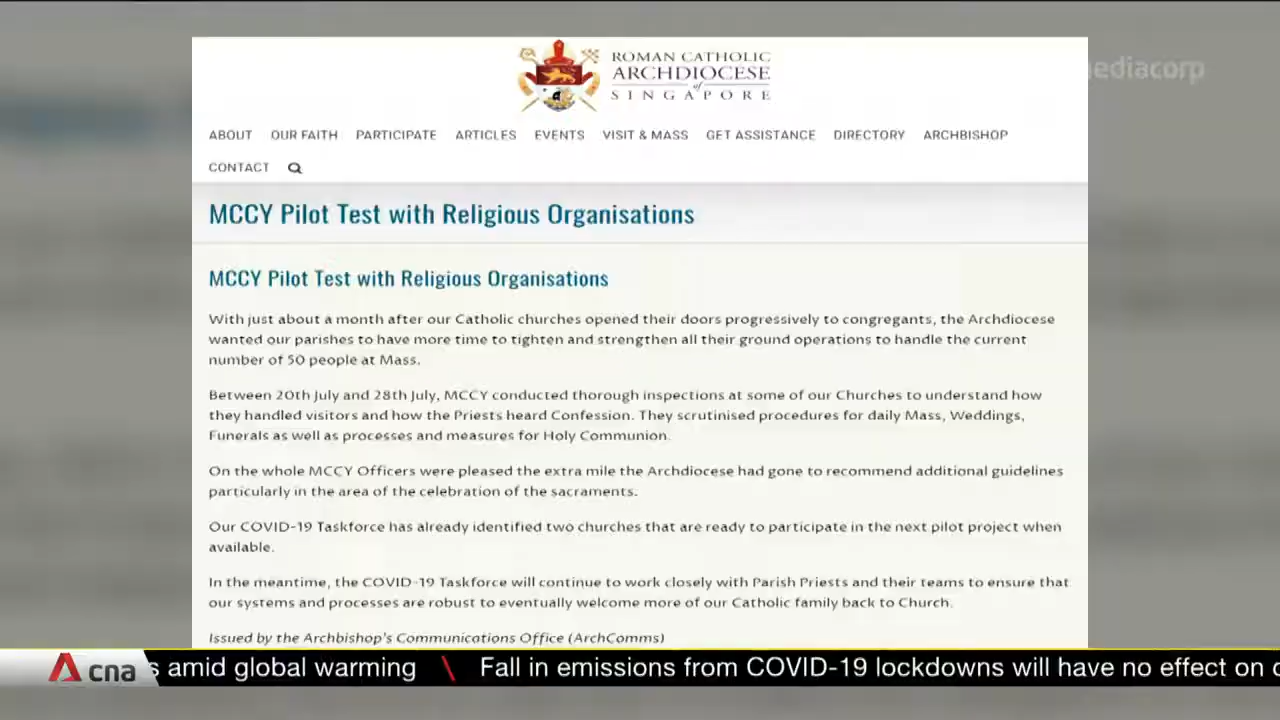 ROMAN CATHOLIC
ARCHDIOCESE
of
SINGAPORE
mediacorp
ABOUT OUR FAITH PARTICIPATE ARTICLES EVENTS VISIT & MASS GET ASSISTANCE DIRECTORY ARCHBISHOP
CONTACT
MCCY Pilot Test with Religious Organisations
MCCY Pilot Test with Religious Organisations
With just about a month after our Catholic churches opened their doors progressively to congregants, the Archdiocese
wanted our parishes to have more time to tighten and strengthen all their ground operations to handle the current
number of 50 people at Mass.
Between 20th July and 28th July, MCCY conducted thorough inspections at some of our Churches to understand how
they handled visitors and how the Priests heard Confession. They scrutinised procedures for daily Mass, Weddings,
Funerals as well as processes and measures for Holy Communion.
On the whole MCCY Officers were pleased the extra mile the Archdiocese had gone to recommend additional guidelines
particularly in the area of the celebration of the sacraments.
Our COVID-19 Taskforce has already identified two churches that are ready to participate in the next pilot project when
available.
In the meantime, the COVID-19 Taskforce will continue to work closely with Parish Priests and their teams to ensure that
our systems and processes are robust to eventually welcome more of our Catholic family back to Church.
Issued by the Archbishop's Communications Office (ArchComms)
cna s amid global warming \ Fall in emissions from COVID-19 lockdowns will have no effect on